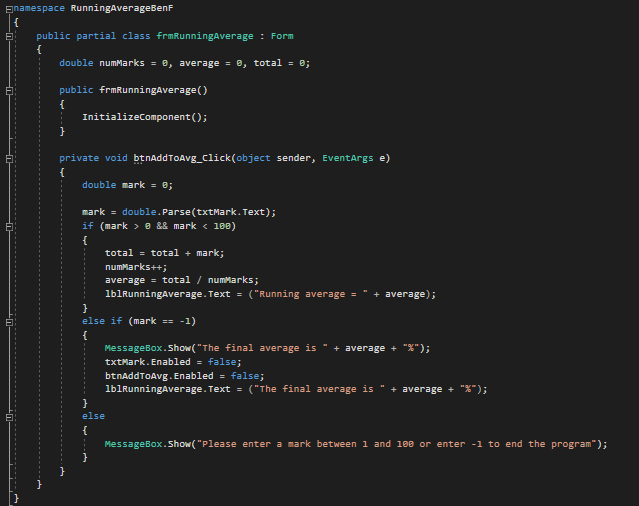 namespace RunningAverageBenF
{
public partial class frmRunningAverage : Form
{
double numMarks = 0, average = 0, total = 0;
public frmRunningAverage()
{
InitializeComponent();
}
private void btnAddToAvg_Click(object sender, EventArgs e)
{
double mark = 0;
mark = double.Parse(txtMark.Text);
if (mark > 0 && mark < 100)
{
total = total + mark;
numMarks++;
average = total / numMarks;
lblRunningAverage.Text = ("Running average = " + average);
}
else if (mark == -1)
{
MessageBox.Show("The final average is " + average + "%");
txtMark.Enabled = false;
btnAddToAvg.Enabled = false;
lblRunningAverage.Text = ("The final average is " + average + "%");
}
else
{
MessageBox.Show("Please enter a mark between 1 and 100 or enter -1 to end the program");
}
}
}
}